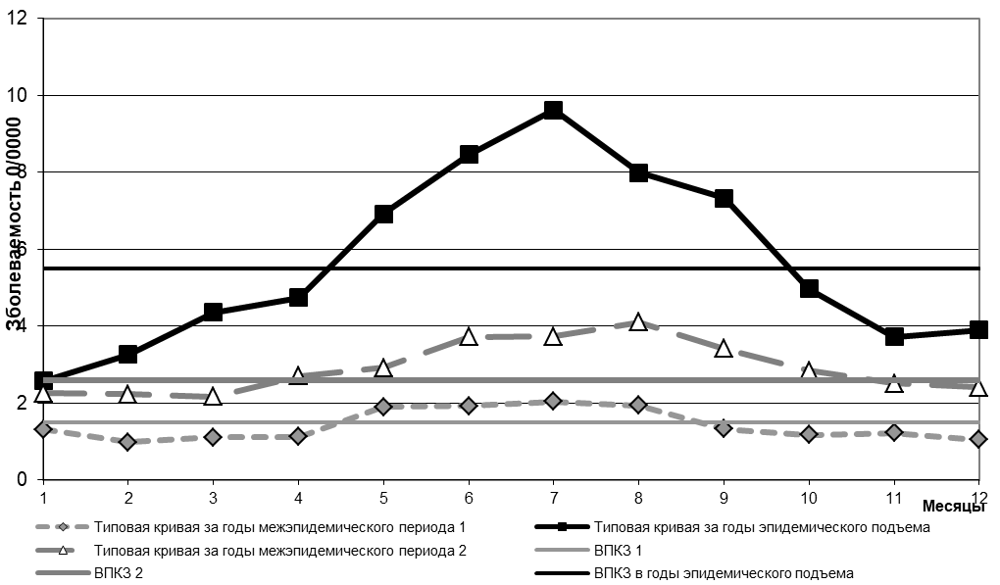 12
10
8
6
4
2
0
Зболеваемость 0/0000
1 2 3 4 5 6 7 8 9 10 11 12
Месяцы
Типовая кривая за годы межэпидемического периода 1
Типовая кривая за годы эпидемического подъема
Типовая кривая за годы межэпидемического периода 2
ВПКЗ 1
ВПКЗ 2
ВПКЗ в годы эпидемического подъема